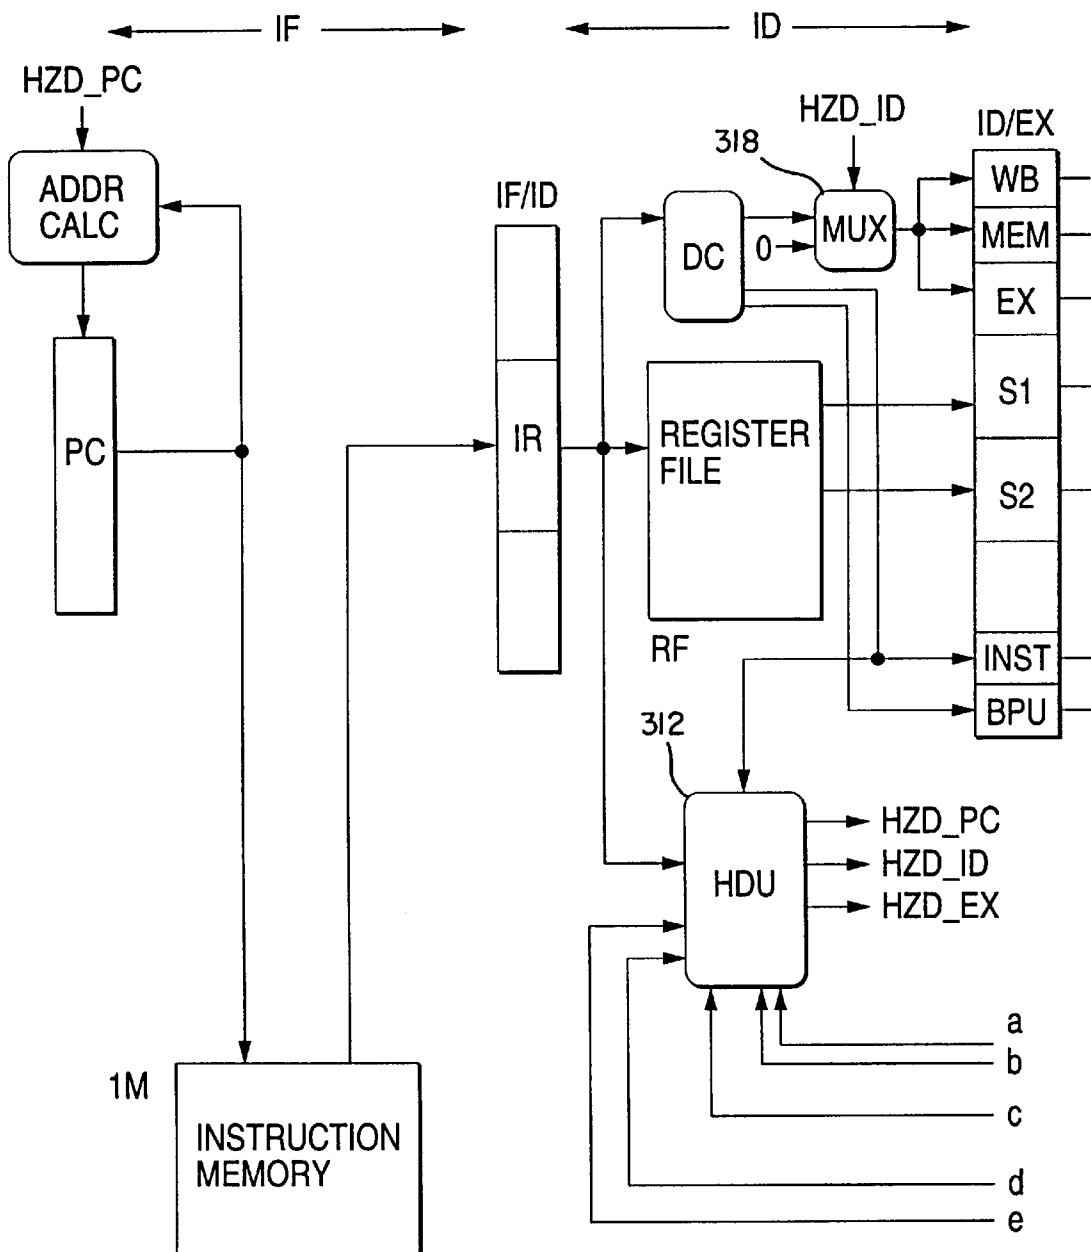 IF
ID
HZD_PC
ADDR
CALC
PC
1M
INSTRUCTION
MEMORY
IF/ID
IR
HZD_ID
318
DC
0
MUX
REGISTER
FILE
RF
ID/EX
WB
MEM
EX
S1
S2
INST
BPU
312
HDU
HZD_PC
HZD_ID
HZD_EX
a
b
c
d
e